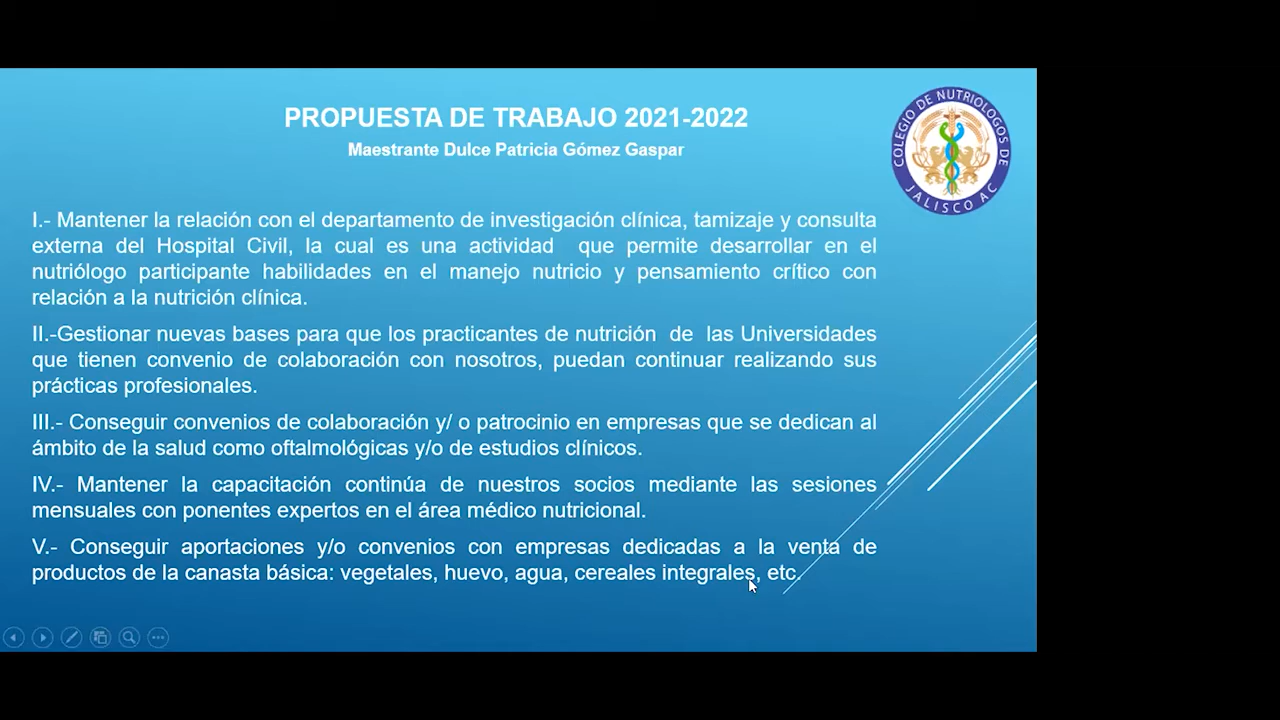 PROPUESTA DE TRABAJO 2021-2022
Maestrante Dulce Patricia Gómez Gaspar
COLEGIO DE NUTRIOLOGOS DE
JALISCO AC
I.- Mantener la relación con el departamento de investigación clínica, tamizaje y consulta
externa del Hospital Civil, la cual es una actividad que permite desarrollar en el
nutriólogo participante habilidades en el manejo nutricio y pensamiento crítico con
relación a la nutrición clínica.
II.-Gestionar nuevas bases para que los practicantes de nutrición de las Universidades
que tienen convenio de colaboración con nosotros, puedan continuar realizando sus
prácticas profesionales.
III.- Conseguir convenios de colaboración y/ o patrocinio en empresas que se dedican al
ámbito de la salud como oftalmológicas y/o de estudios clínicos.
IV.- Mantener la capacitación continúa de nuestros socios mediante las sesiones
mensuales con ponentes expertos en el área médico nutricional.
V.- Conseguir aportaciones y/o convenios con empresas dedicadas a la venta de
productos de la canasta básica: vegetales, huevo, agua, cereales integrales, etc.